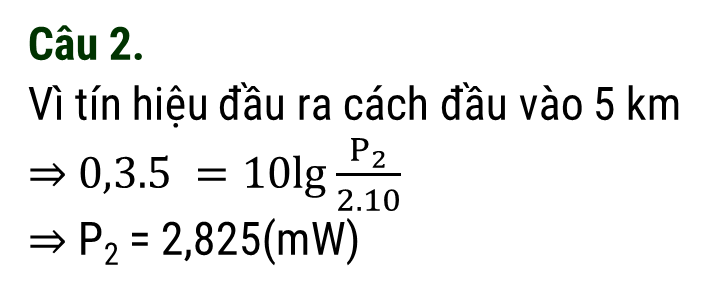 Câu 2.
Vì tín hiệu đầu ra cách đầu vào 5 km
⇒ 0,3.5 = 10lg P₂/2.10
⇒ P₂ = 2,825(mW)